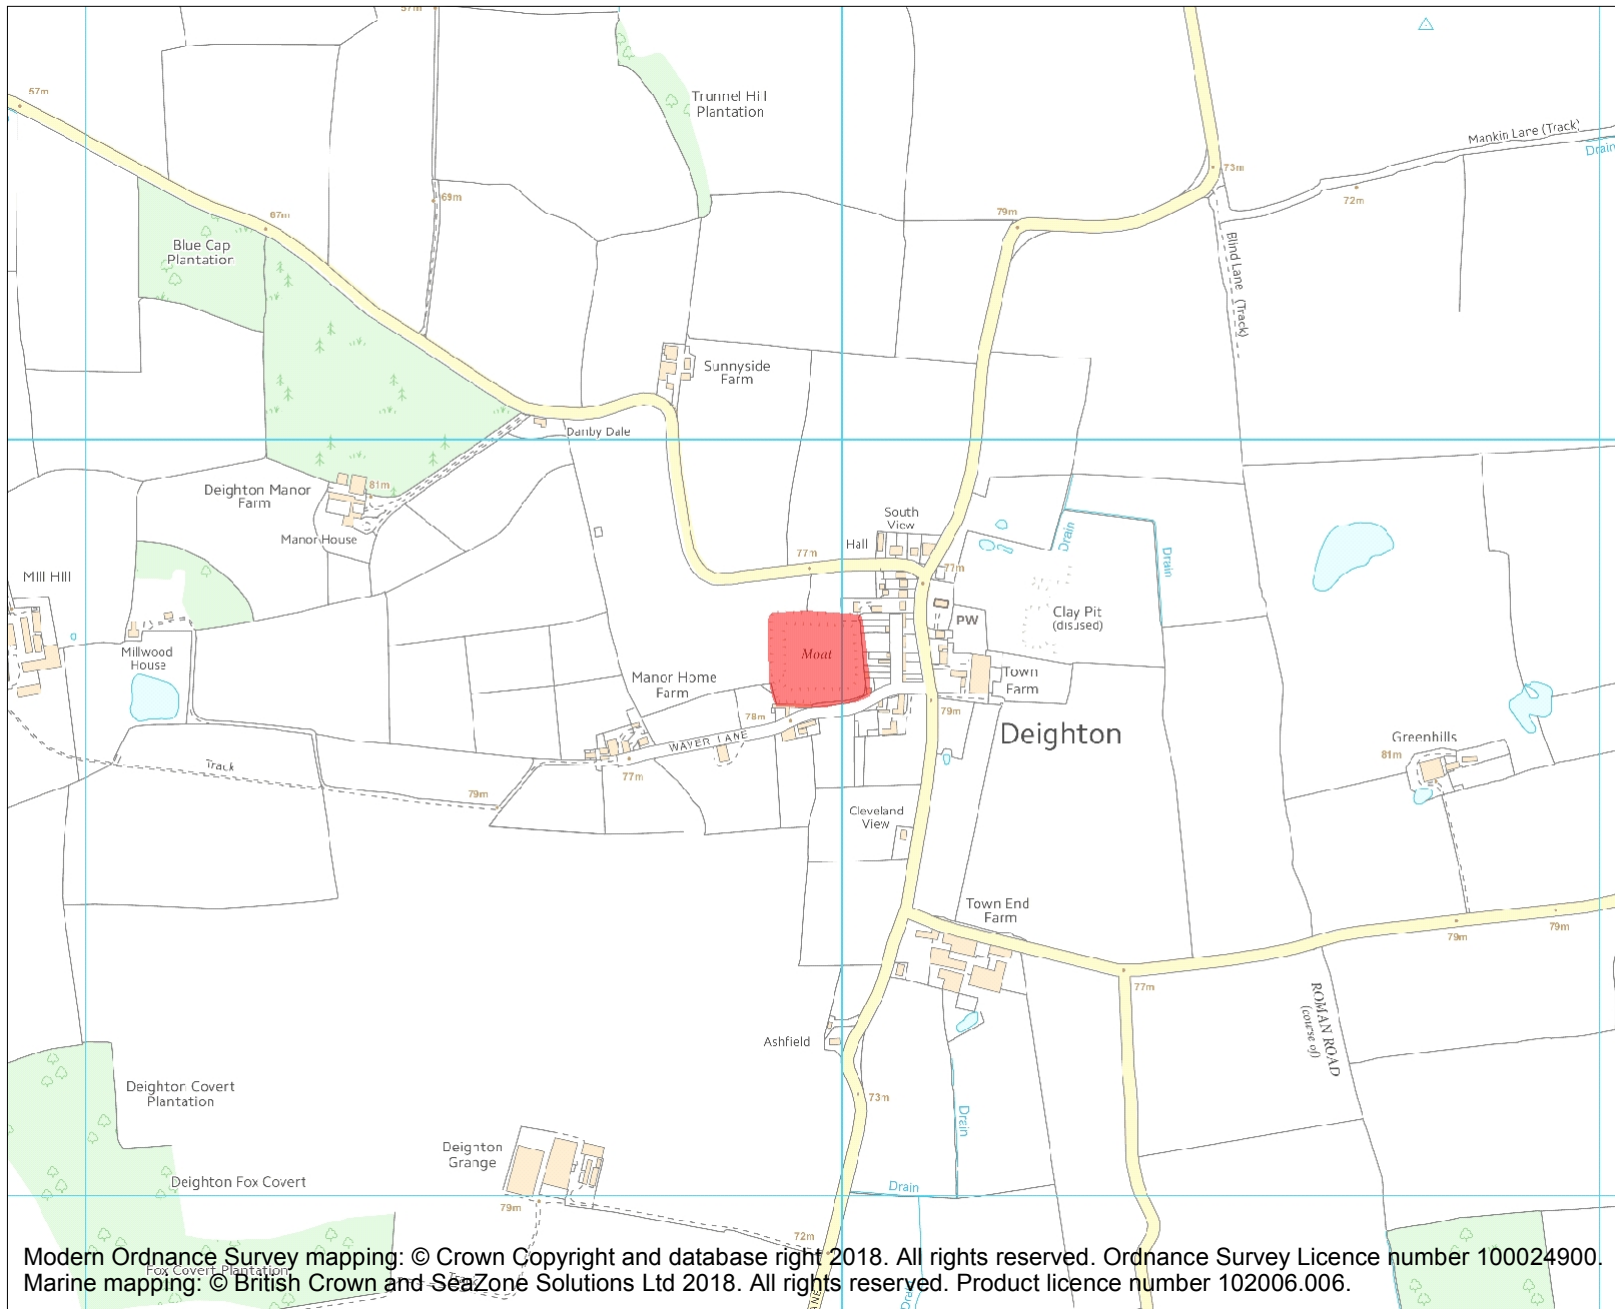 57m
57m
Trunnel Hill
Plantation
Mankin Lane (Track)
Drain
73m
72m
69m
79m
67m
Blue Cap
Plantation
Blind Lane (Track)
Sunnyside
Farm
Danby Dale
Deighton Manor
Farm
81m
Manor House
South
View
Hall
77m
77m
Drain
Drain
Mill Hill
Clay Pit
(disused)
PW
Moat
Millwood
House
Manor Home
Farm
Town
Farm
78m
79m
Deighton
WAVER LANE
Greenhills
81m
Track
77m
79m
Cleveland
View
Town End
Farm
79m
79m
77m
ROMAN ROAD
(course of)
Ashfield
Deighton Covert
Plantation
73m
Drain
Deighton
Grange
Deighton Fox Covert
Drain
79m
72m
Modern Ordnance Survey mapping: © Crown Copyright and database right 2018. All rights reserved. Ordnance Survey Licence number 100024900.
Fox Covert Plantation
Marine mapping: © British Crown and SeaZone Solutions Ltd 2018. All rights reserved. Product licence number 102006.006.
Drain